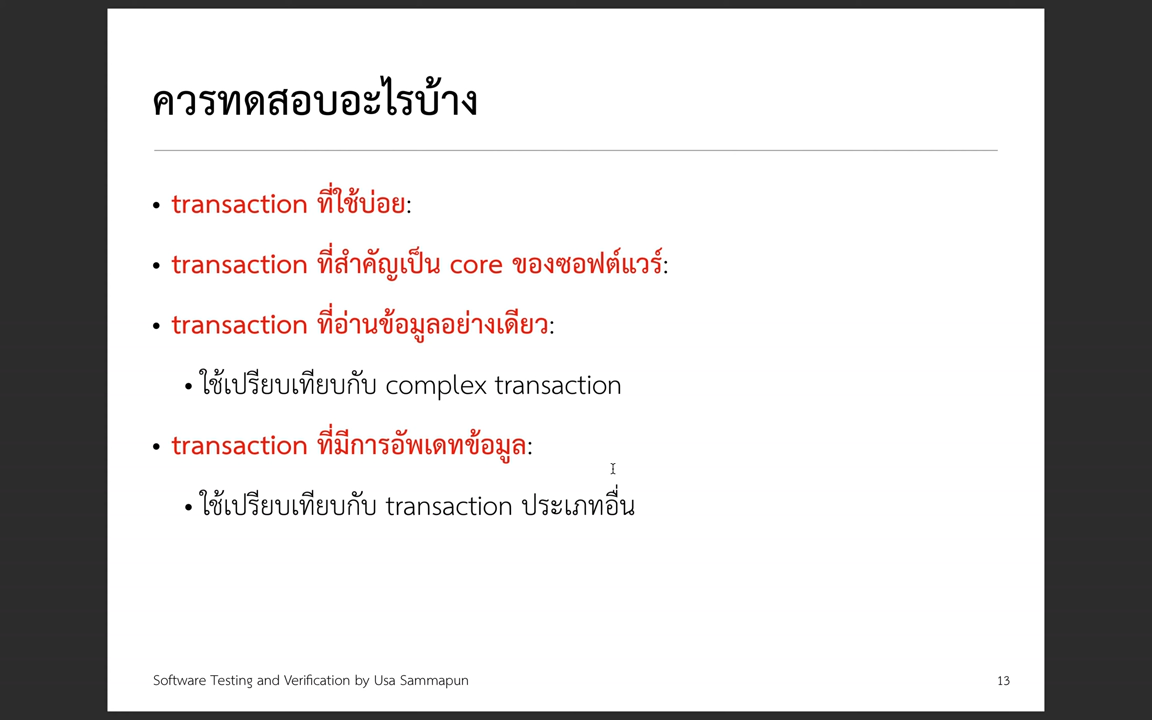 ควรทดสอบอะไรบ้าง
• transaction ที่ใช้บ่อย:
• transaction ที่สำคัญเป็น core ของซอฟต์แวร์:
• transaction ที่อ่านข้อมูลอย่างเดียว:
• ใช้เปรียบเทียบกับ complex transaction
• transaction ที่มีการอัพเดทข้อมูล:
• ใช้เปรียบเทียบกับ transaction ประเภทอื่น
Software Testing and Verification by Usa Sammapun
13